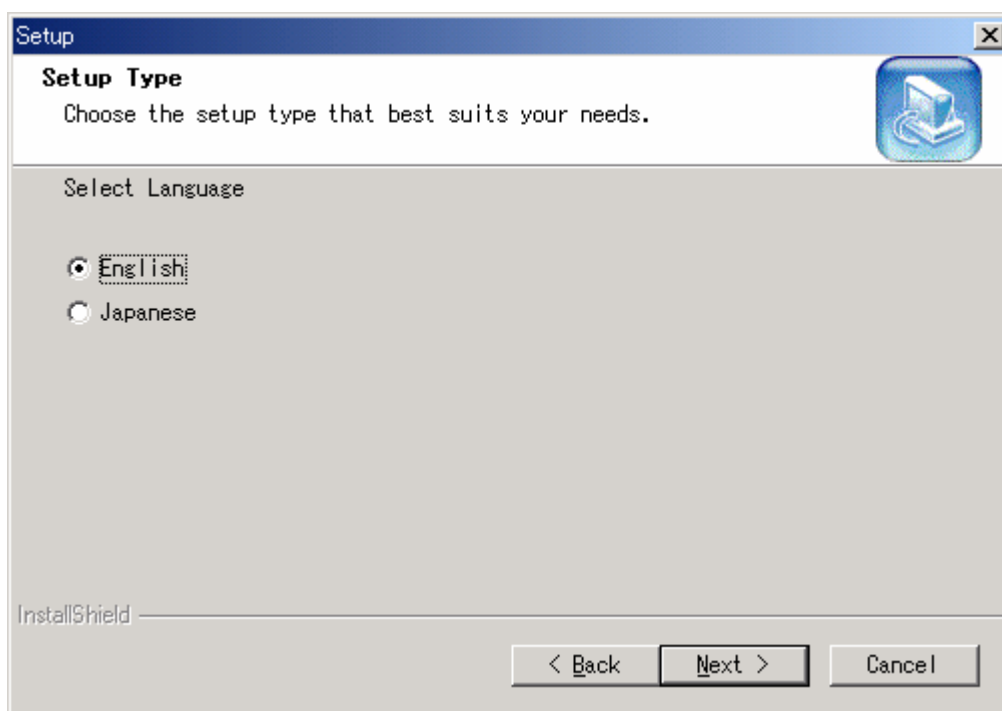 Setup
Setup Type
Choose the setup type that best suits your needs.
Select Language
English
Japanese
InstallShield
< Back Next > Cancel